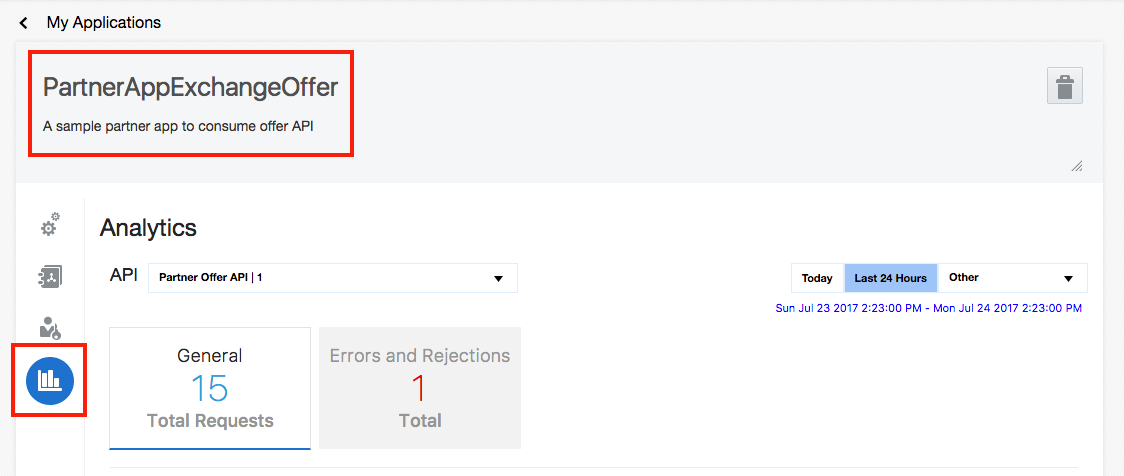 My Applications
PartnerAppExchangeOffer
A sample partner app to consume offer API
Analytics
API
Partner Offer API | 1
Today
Last 24 Hours
Other
Sun Jul 23 2017 2:23:00 PM - Mon Jul 24 2017 2:23:00 PM
General
15
Total Requests
Errors and Rejections
1
Total